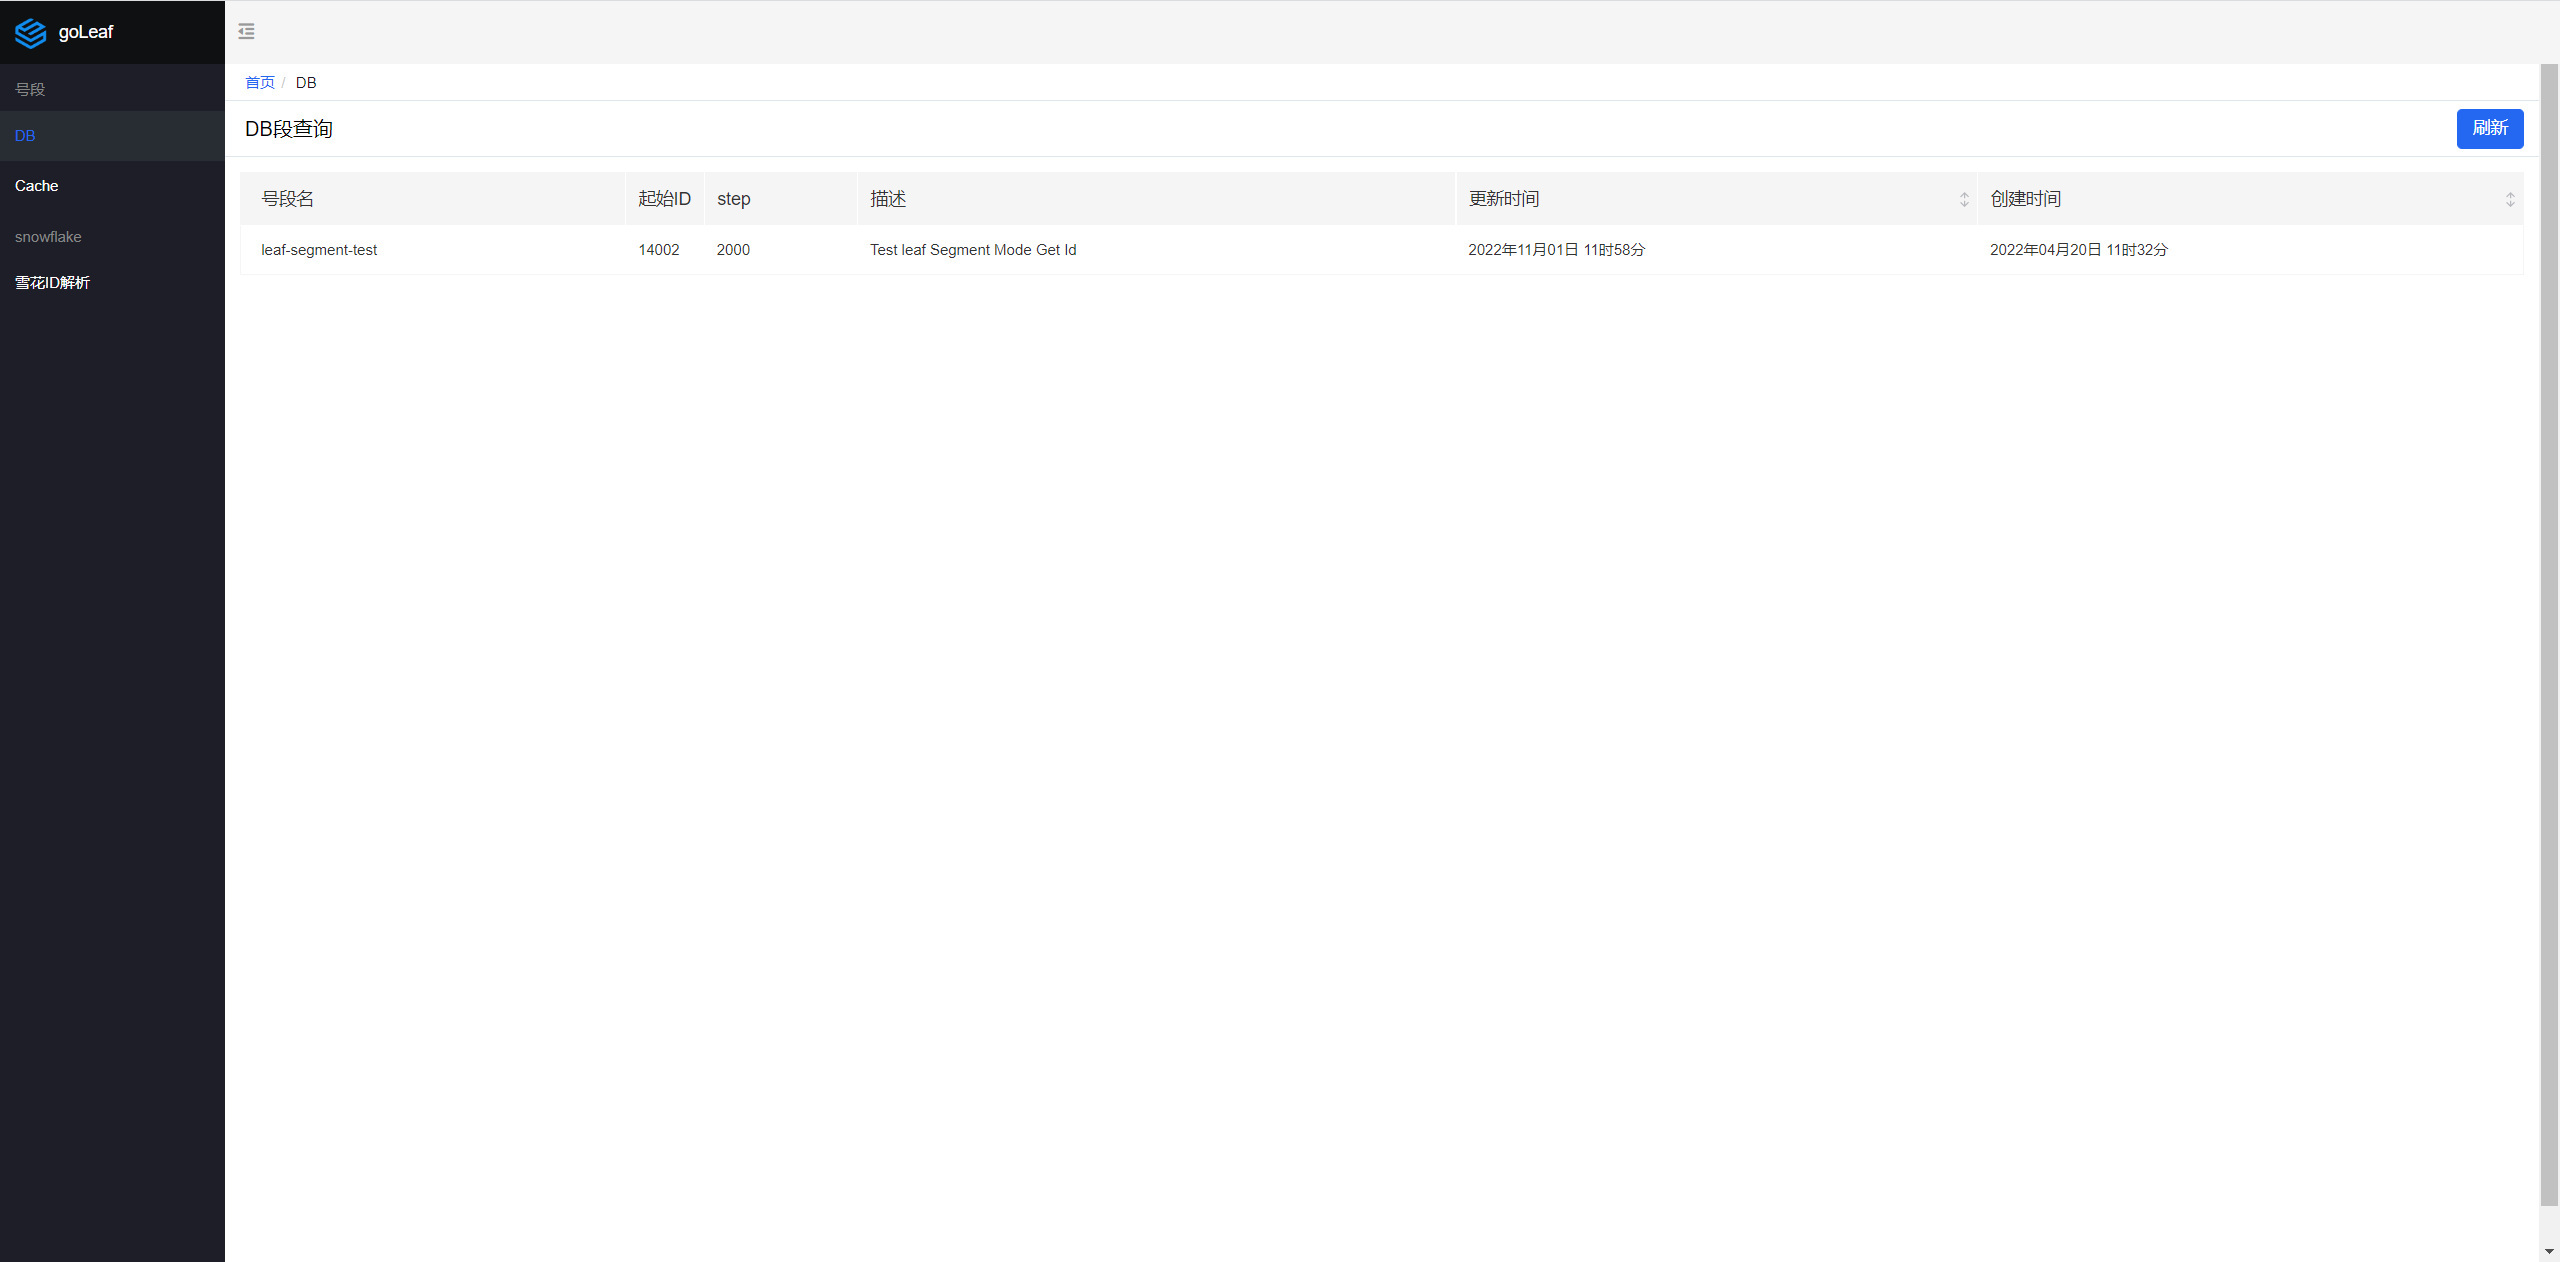 goLeaf
号段
DB
Cache
snowflake
雪花ID解析
首页 / DB
DB段查询
刷新
号段名 起始ID step 描述 更新时间 创建时间
leaf-segment-test 14002 2000 Test leaf Segment Mode Get Id 2022年11月01日 11时58分 2022年04月20日 11时32分